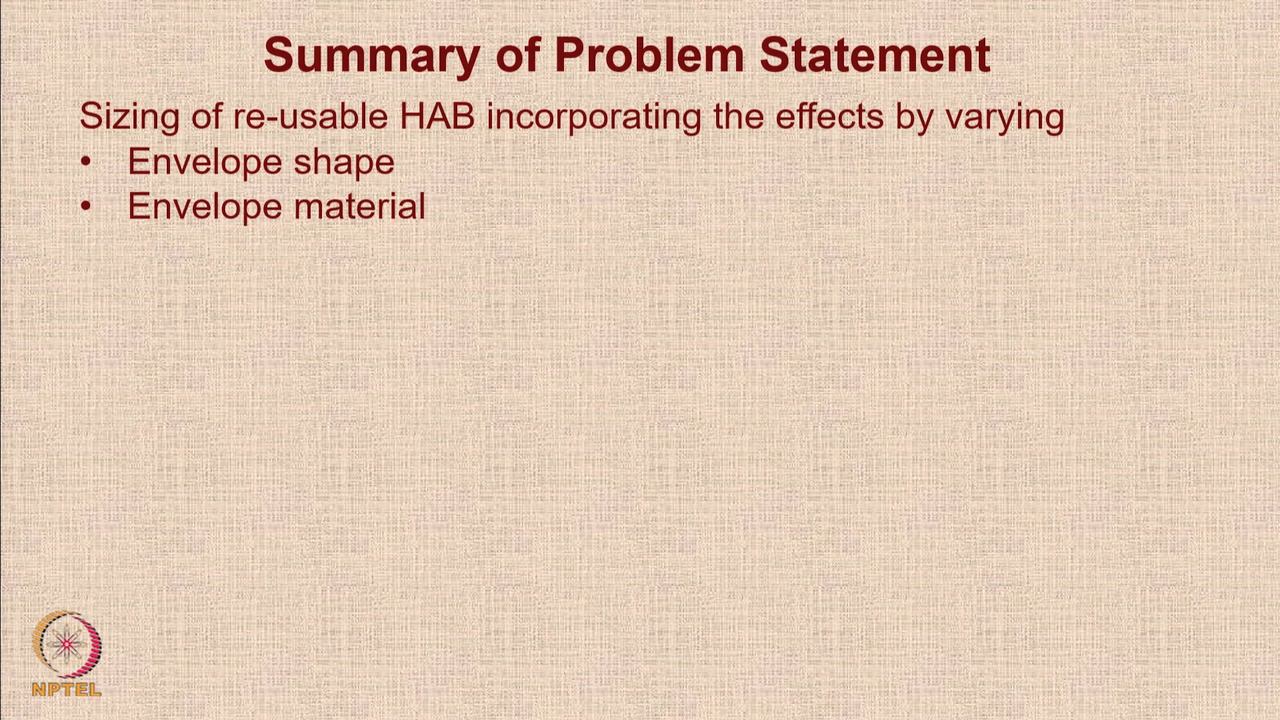 Summary of Problem Statement
Sizing of re-usable HAB incorporating the effects by varying
• Envelope shape
• Envelope material
NPTEL